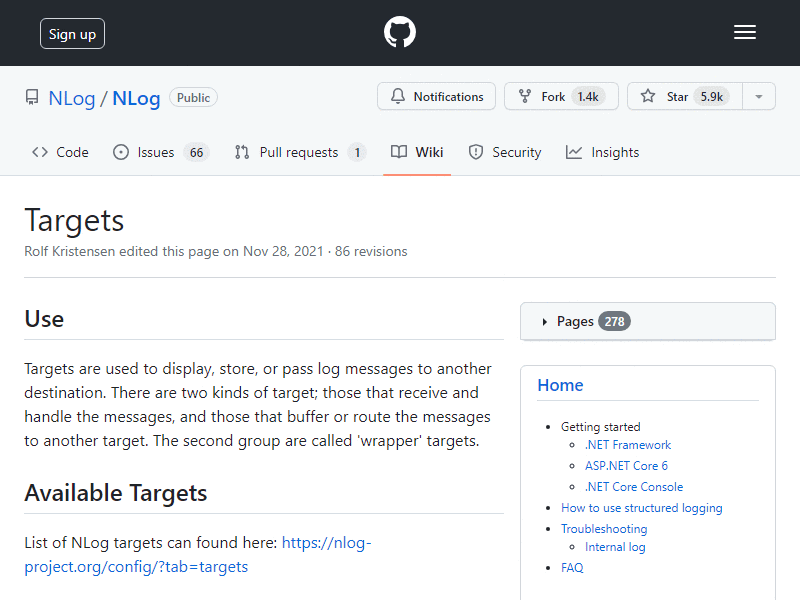 Sign up
NLog / NLog Public
Notifications
Fork 1.4k
Star 5.9k
Code
Issues 66
Pull requests 1
Wiki
Security
Insights
Targets
Rolf Kristensen edited this page on Nov 28, 2021 · 86 revisions
Use
Targets are used to display, store, or pass log messages to another
destination. There are two kinds of target; those that receive and
handle the messages, and those that buffer or route the messages
to another target. The second group are called 'wrapper' targets.
Available Targets
List of NLog targets can found here: https://nlog-
project.org/config/?tab=targets
Pages 278
Home
Getting started
.NET Framework
ASP.NET Core 6
.NET Core Console
How to use structured logging
Troubleshooting
Internal log
FAQ